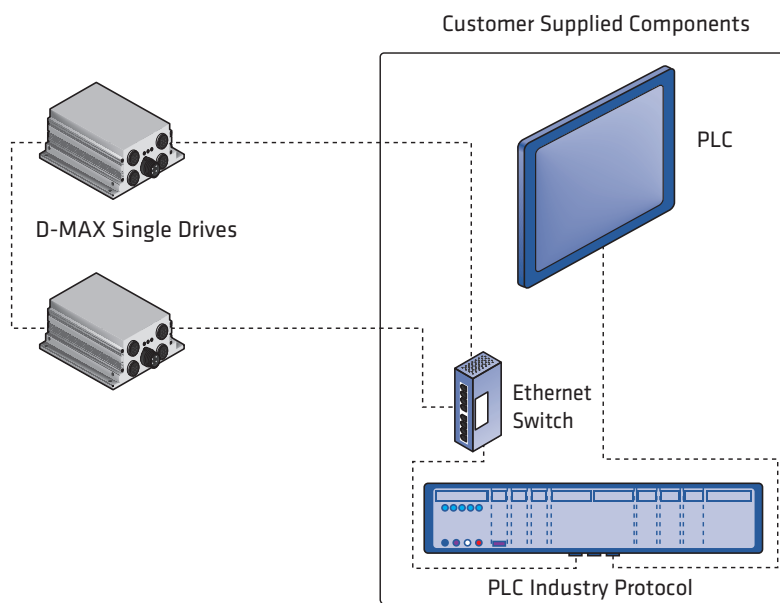 Customer Supplied Components
PLC
D-MAX Single Drives
Ethernet
Switch
PLC Industry Protocol